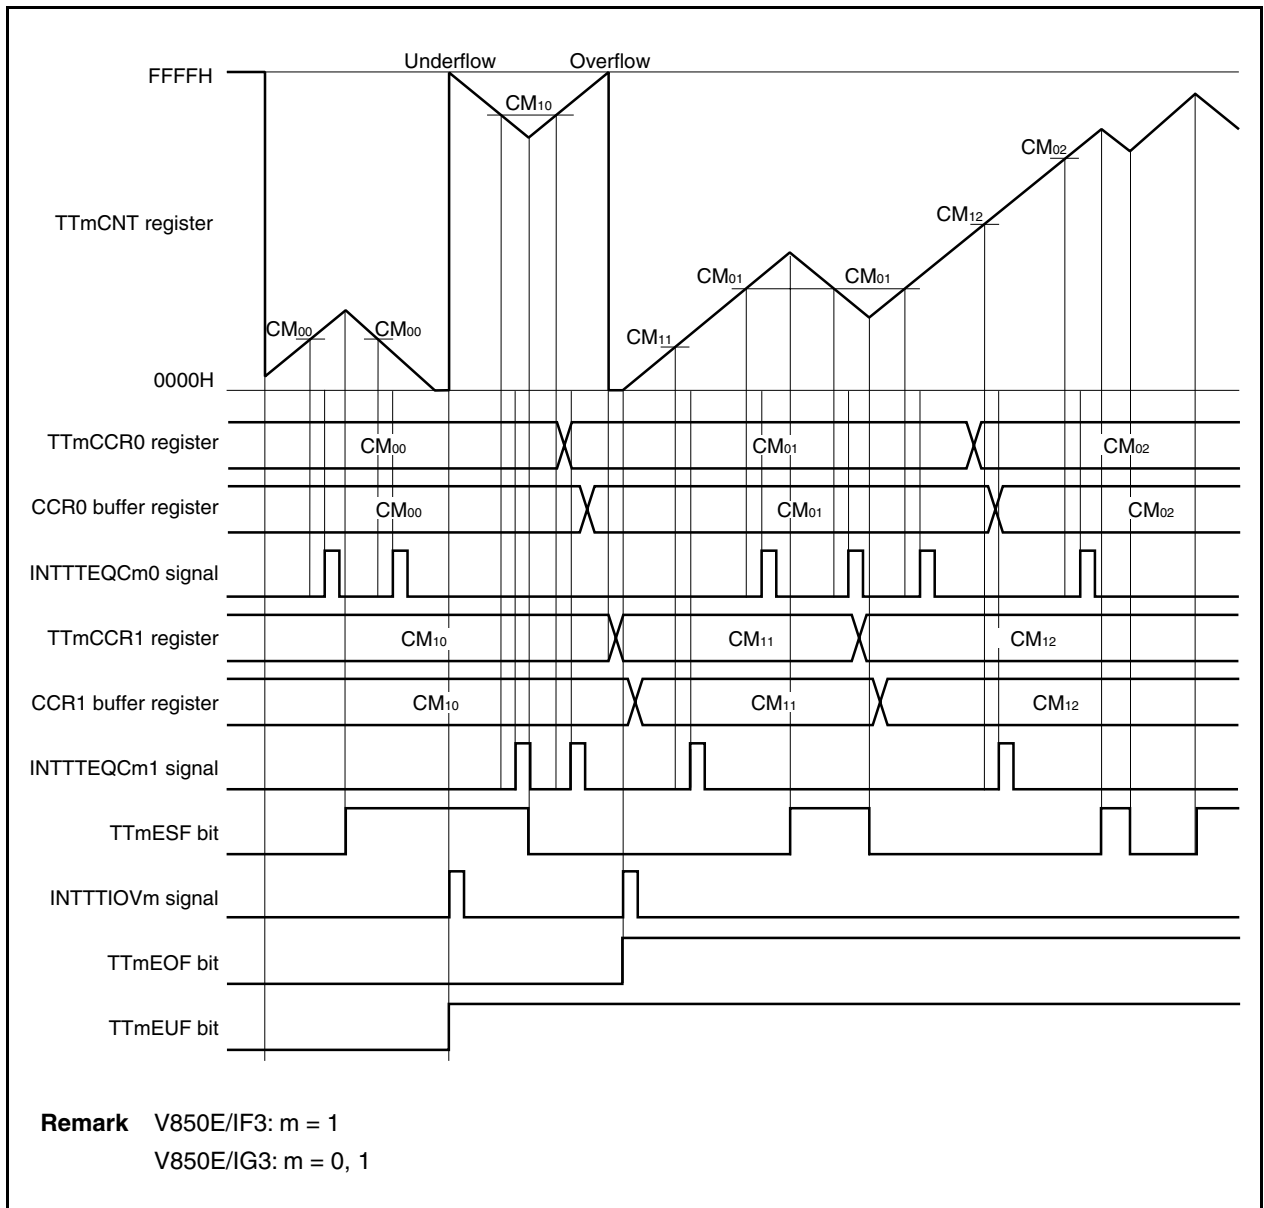 Underflow Overflow
FFFFH
CM10
CM02
CM12
TTmCNT register
CM01 CM01
CM00 CM00
CM11
0000H
TTmCCR0 register CM00 CM01 CM02
CCR0 buffer register CM00 CM01 CM02
INTTTEQCm0 signal
TTmCCR1 register CM10 CM11 CM12
CCR1 buffer register CM10 CM11 CM12
INTTTEQCm1 signal
TTmESF bit
INTTTIOVm signal
TTmEOF bit
TTmEUF bit
Remark V850E/IF3: m = 1
V850E/IG3: m = 0, 1